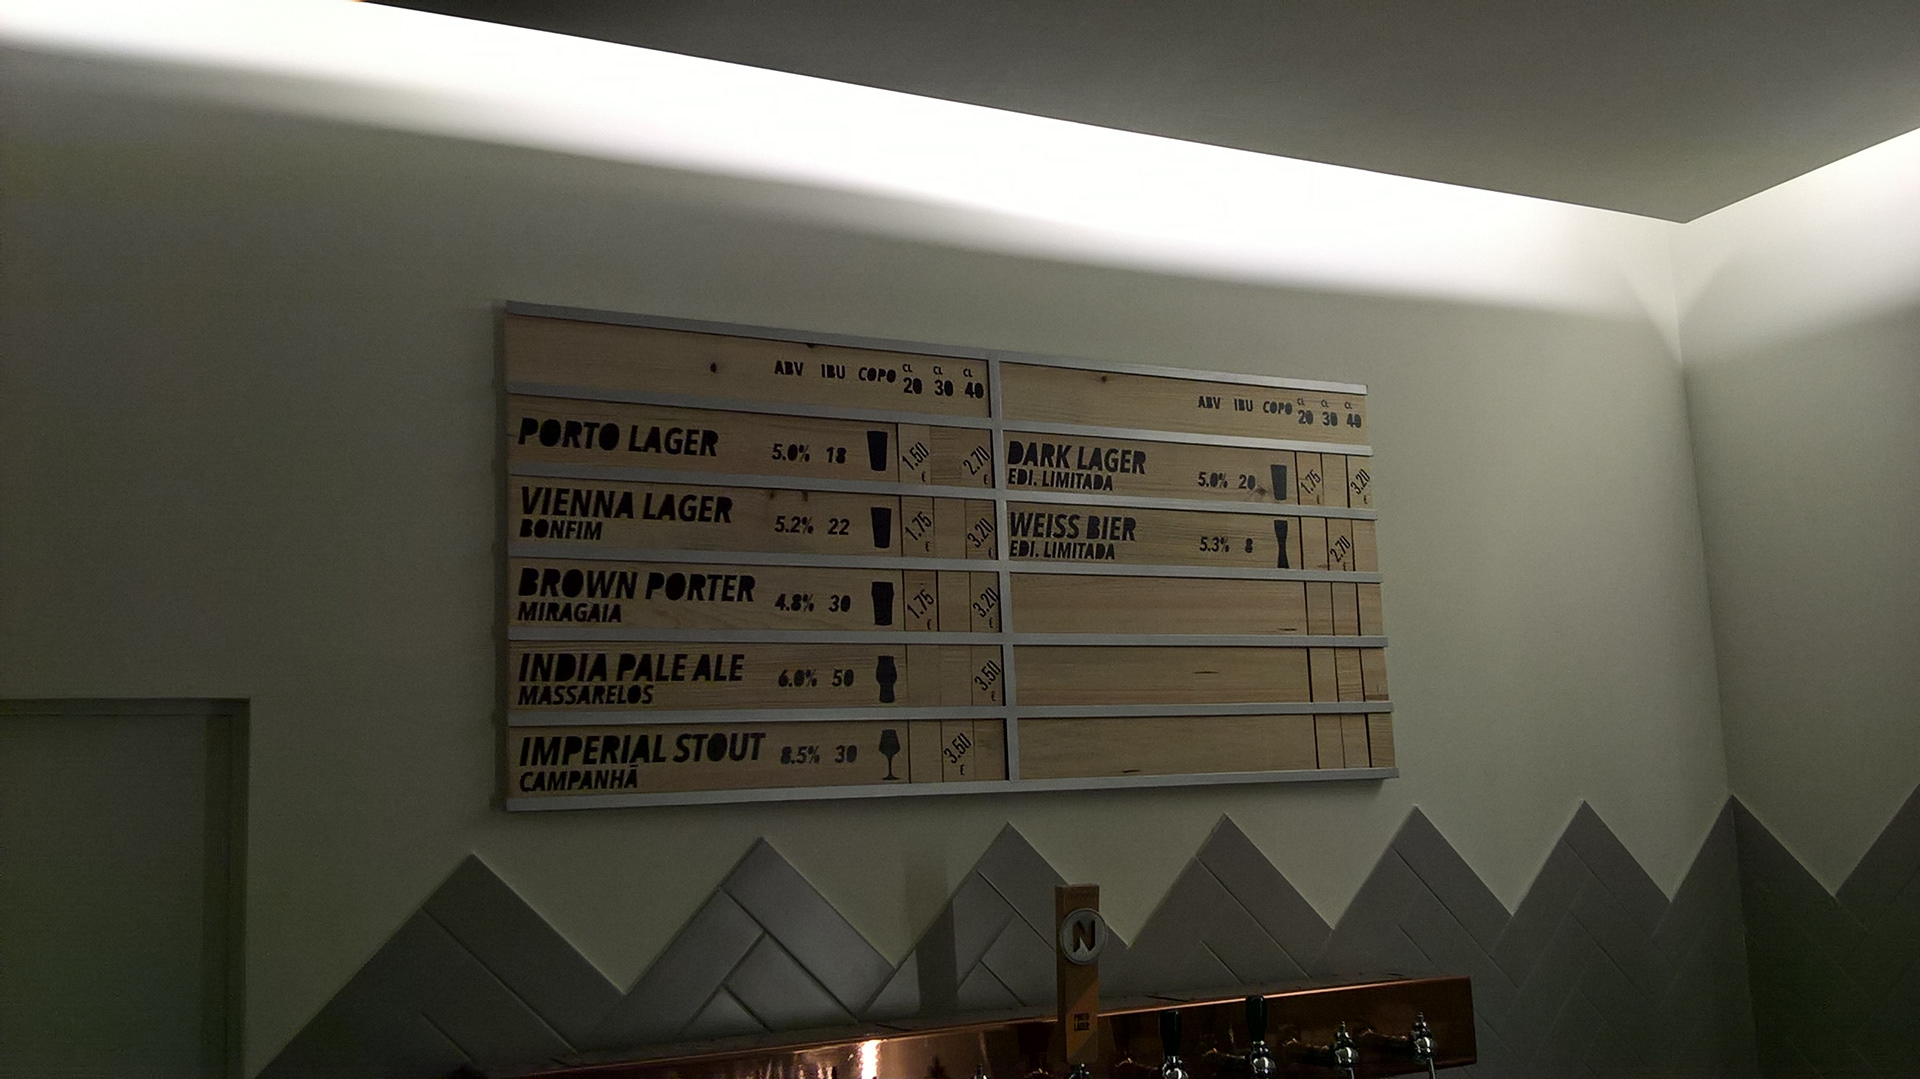 ABV IBU COPO CL 20 CL 30 CL 40
PORTO LAGER 5.0% 18 1.50 € 2.70 €
VIENNA LAGER 5.2% 22 1.75 € 3.20 €
BONFIM
BROWN PORTER 4.8% 30 1.75 € 3.20 €
MIRAGAIA
INDIA PALE ALE 6.0% 50 3.50 €
MASSARELOS
IMPERIAL STOUT 8.5% 30 3.50 €
CAMPANHÃ
ABV IBU COPO CL 20 CL 30 CL 40
DARK LAGER 5.0% 20 1.75 € 3.20 €
EDI. LIMITADA
WEISS BIER 5.3% 8 2.70 €
EDI. LIMITADA
N
PORTO
LAGER